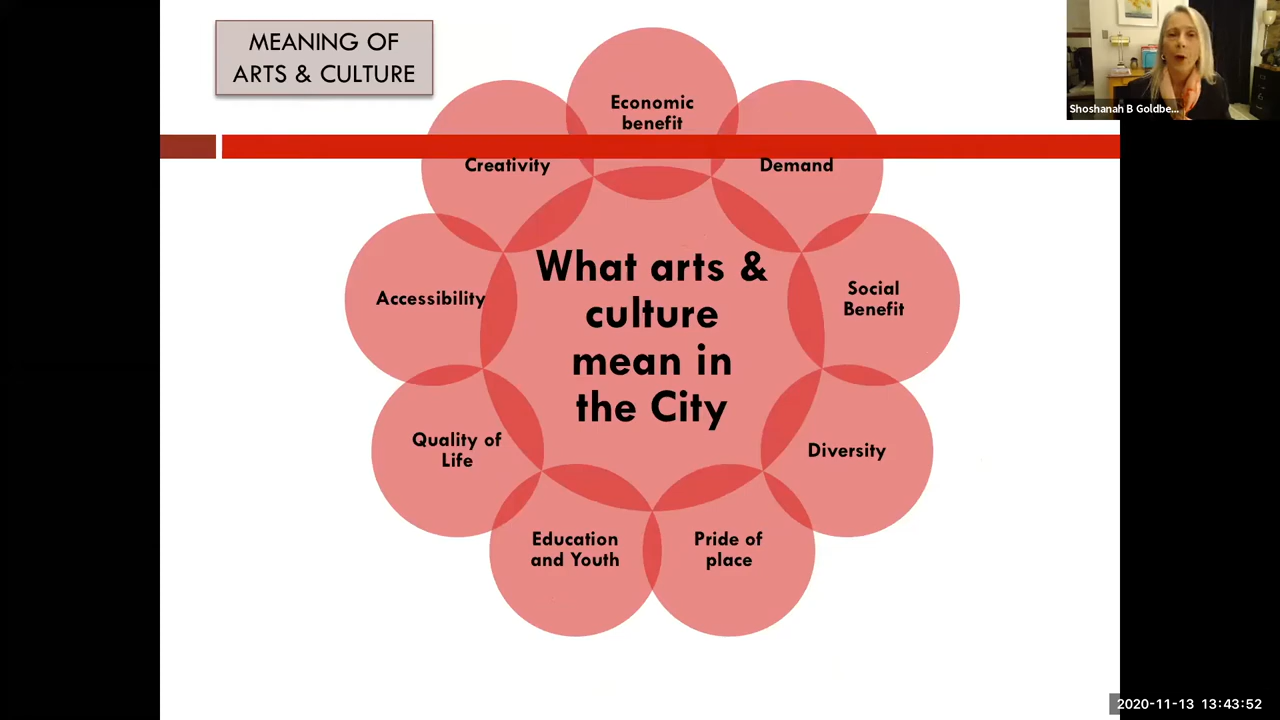 MEANING OF
ARTS & CULTURE
Shoshanah B Goldbe...
Economic
benefit
Creativity
Demand
What arts &
culture
mean in
the City
Accessibility
Social
Benefit
Quality of
Life
Diversity
Education
and Youth
Pride of
place
2020-11-13 13:43:52